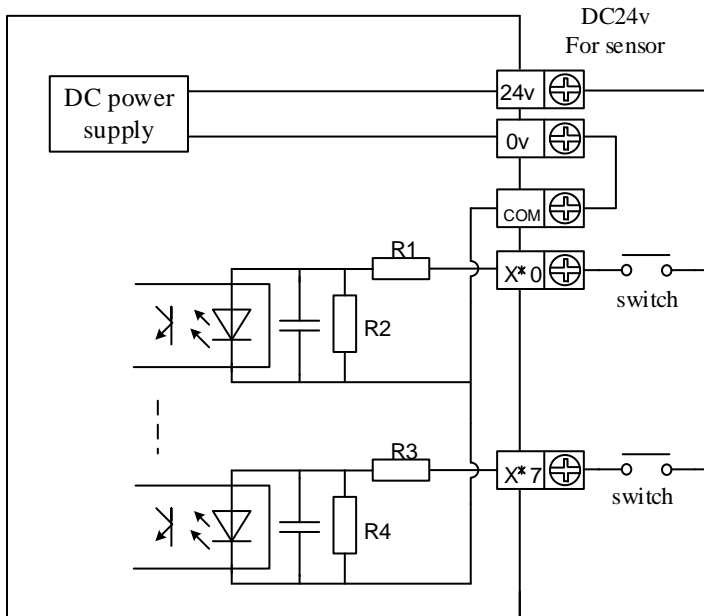 DC24v
For sensor
DC power
supply
24v
0v
COM
R1
X* 0
switch
R2
R3
X* 7
switch
R4